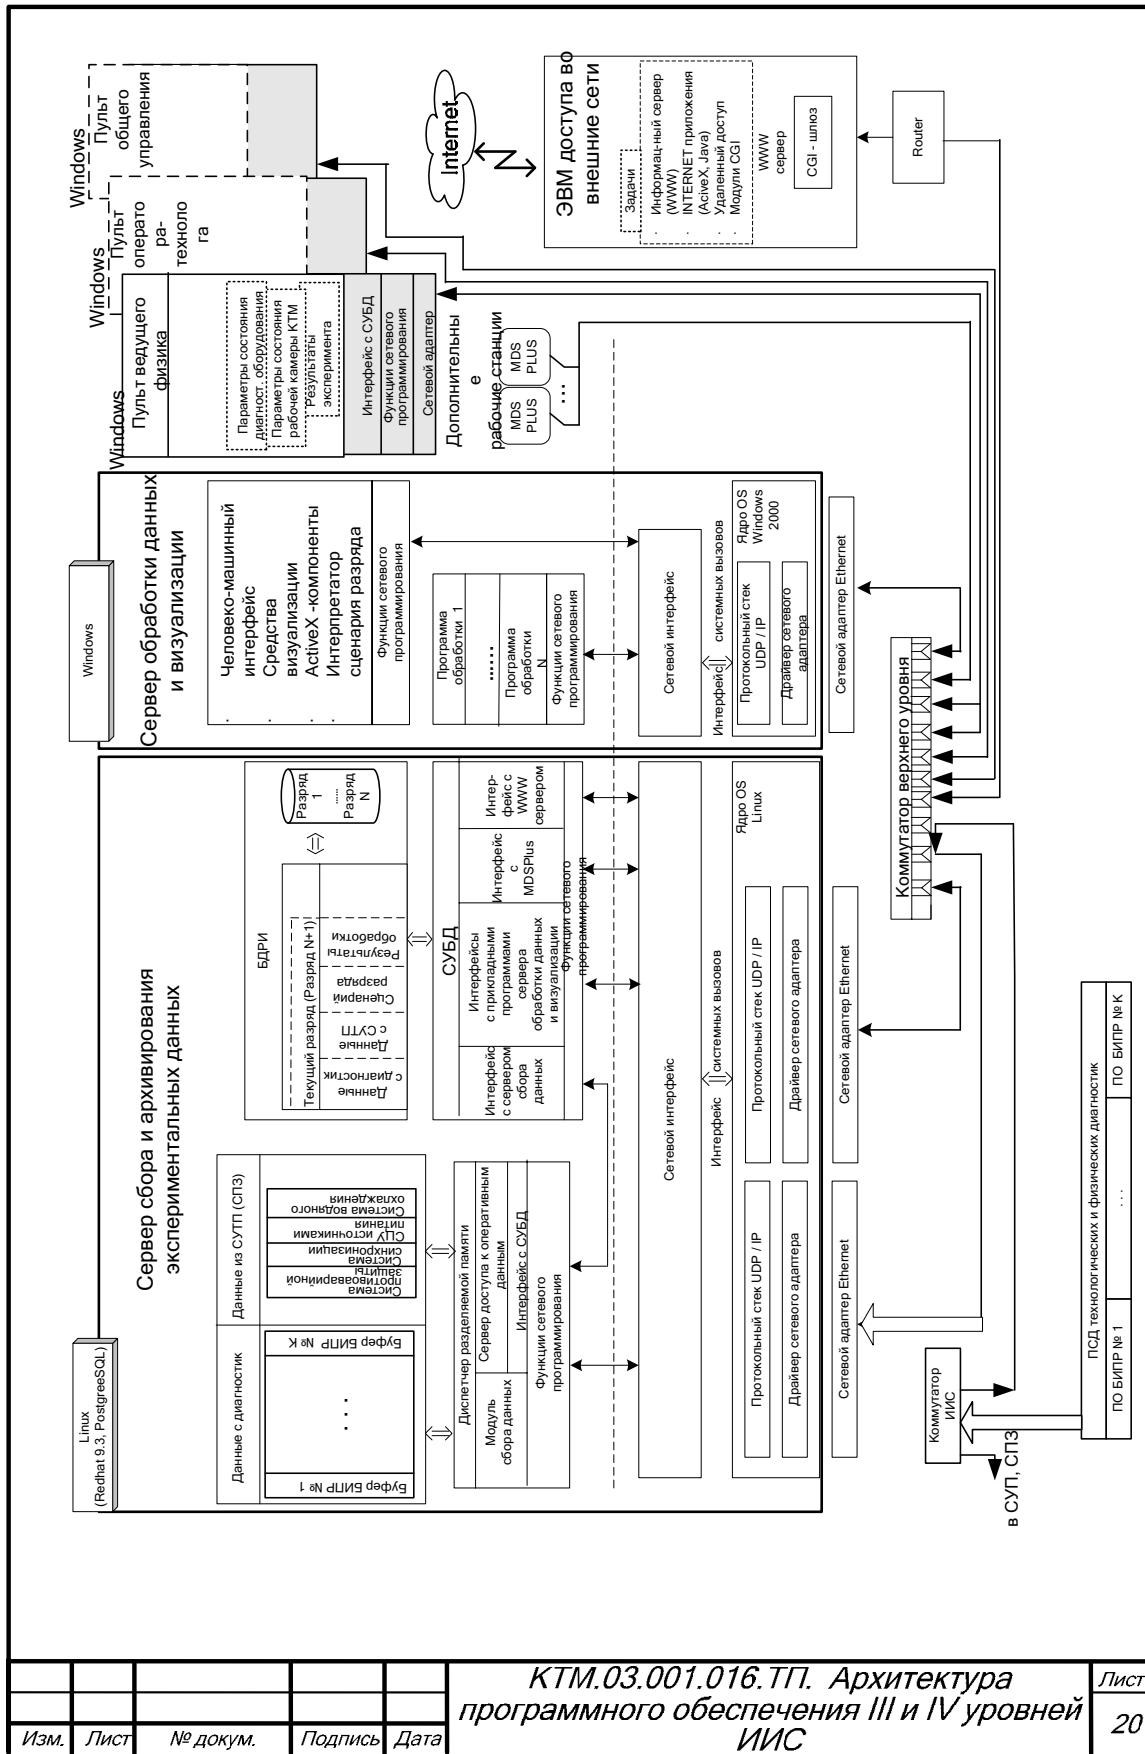 Linux
(Redhat 9.3, PostgreeSQL)
Сервер сбора и архивирования
экспериментальных данных
Данные с диагностик
Буфер БИПР № 1
. . .
Буфер БИПР № К
Данные из СУТП (СПЗ)
Система
противоаварийной
защиты
Система
синхронизации
СЦУ источниками
питания
Система водяного
охлаждения
Диспетчер разделяемой памяти
Модуль
сбора данных
Сервер доступа к оперативным
данным
Интерфейс с СУБД
Функции сетевого
программирования
БДРИ
Текущий разряд (Разряд N+1)
Данные
с диагностик
Данные
с СУТП
Сценарий
разряда
Результаты
обработки
Разряд
1
......
Разряд
N
СУБД
Интерфейс
с сервером
сбора
данных
Интерфейсы
с прикладными
программами
сервера
обработки данных
и визуализации
Интерфейс
с
MDSPlus
Интер-
фейс с
WWW
сервером
Функции сетевого
программирования
Сетевой интерфейс
Интерфейс системных вызовов
Ядро OS
Linux
Протокольный стек UDP / IP
Драйвер сетевого адаптера
Протокольный стек UDP / IP
Драйвер сетевого адаптера
Сетевой адаптер Ethernet
Сетевой адаптер Ethernet
Windows
Сервер обработки данных
и визуализации
. Человеко-машинный
интерфейс
. Средства
визуализации
. ActiveX -компоненты
. Интерпретатор
сценария разряда
Функции сетевого
программирования
Программа
обработки 1
......
Программа
обработки
N
Функции сетевого
программирования
Сетевой интерфейс
Интерфейс системных вызовов
Ядро OS
Windows
2000
Протокольный стек
UDP / IP
Драйвер сетевого
адаптера
Сетевой адаптер Ethernet
Windows
Пульт ведущего
физика
Параметры состояния
диагност. оборудования
Параметры состояния
рабочей камеры КТМ
Результаты
эксперимента
Интерфейс с СУБД
Функции сетевого
программирования
Сетевой адаптер
Windows
Пульт
операто
ра-
техноло
га
Windows
Пульт
общего
управления
Дополнительны
е
рабочие станции
MDS
PLUS
MDS
PLUS
...
Internet
ЭВМ доступа во
внешние сети
Задачи
. Информац-ный сервер
(WWW)
. INTERNET приложения
(AciveX, Java)
. Удаленный доступ
. Модули CGI
WWW
сервер
CGI - шлюз
Router
Коммутатор верхнего уровня
Коммутатор
ИИС
в СУП, СПЗ
ПСД технологических и физических диагностик
ПО БИПР № 1
. . .
ПО БИПР № К
КТМ.03.001.016.ТП. Архитектура
программного обеспечения III и IV уровней
ИИС
Лист
20
Изм. Лист № докум. Подпись Дата